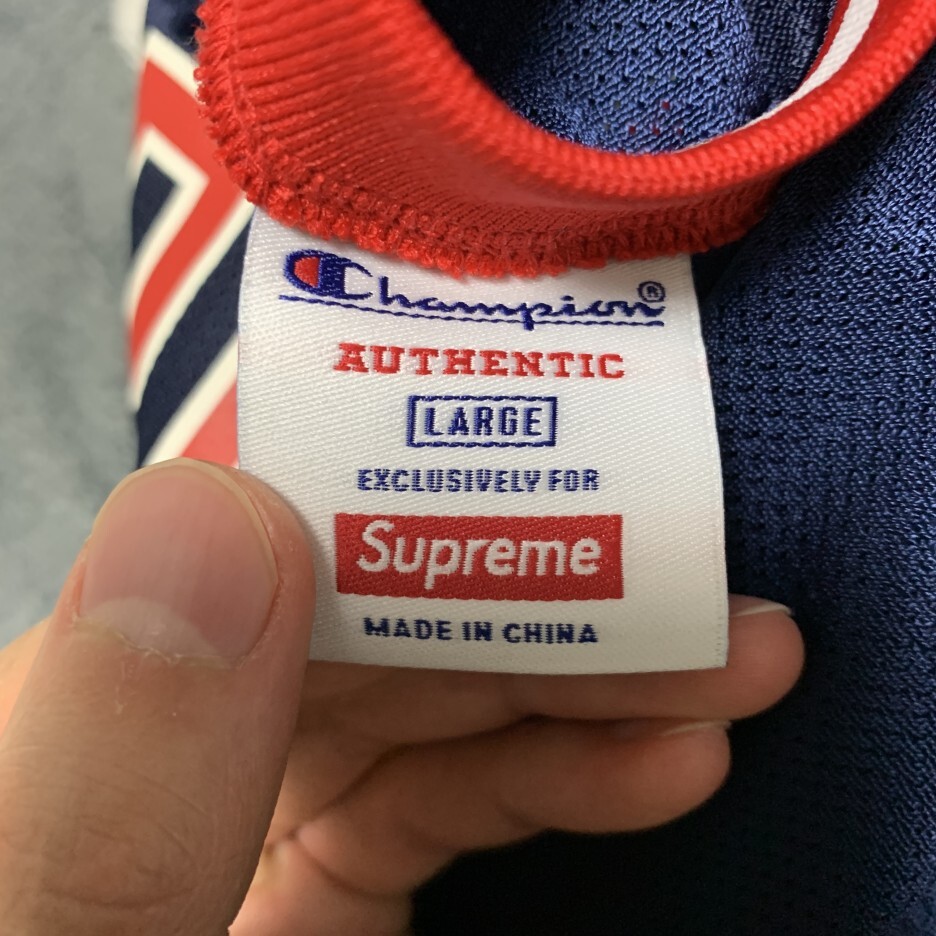 Champion®
AUTHENTIC
LARGE
EXCLUSIVELY FOR
Supreme
MADE IN CHINA